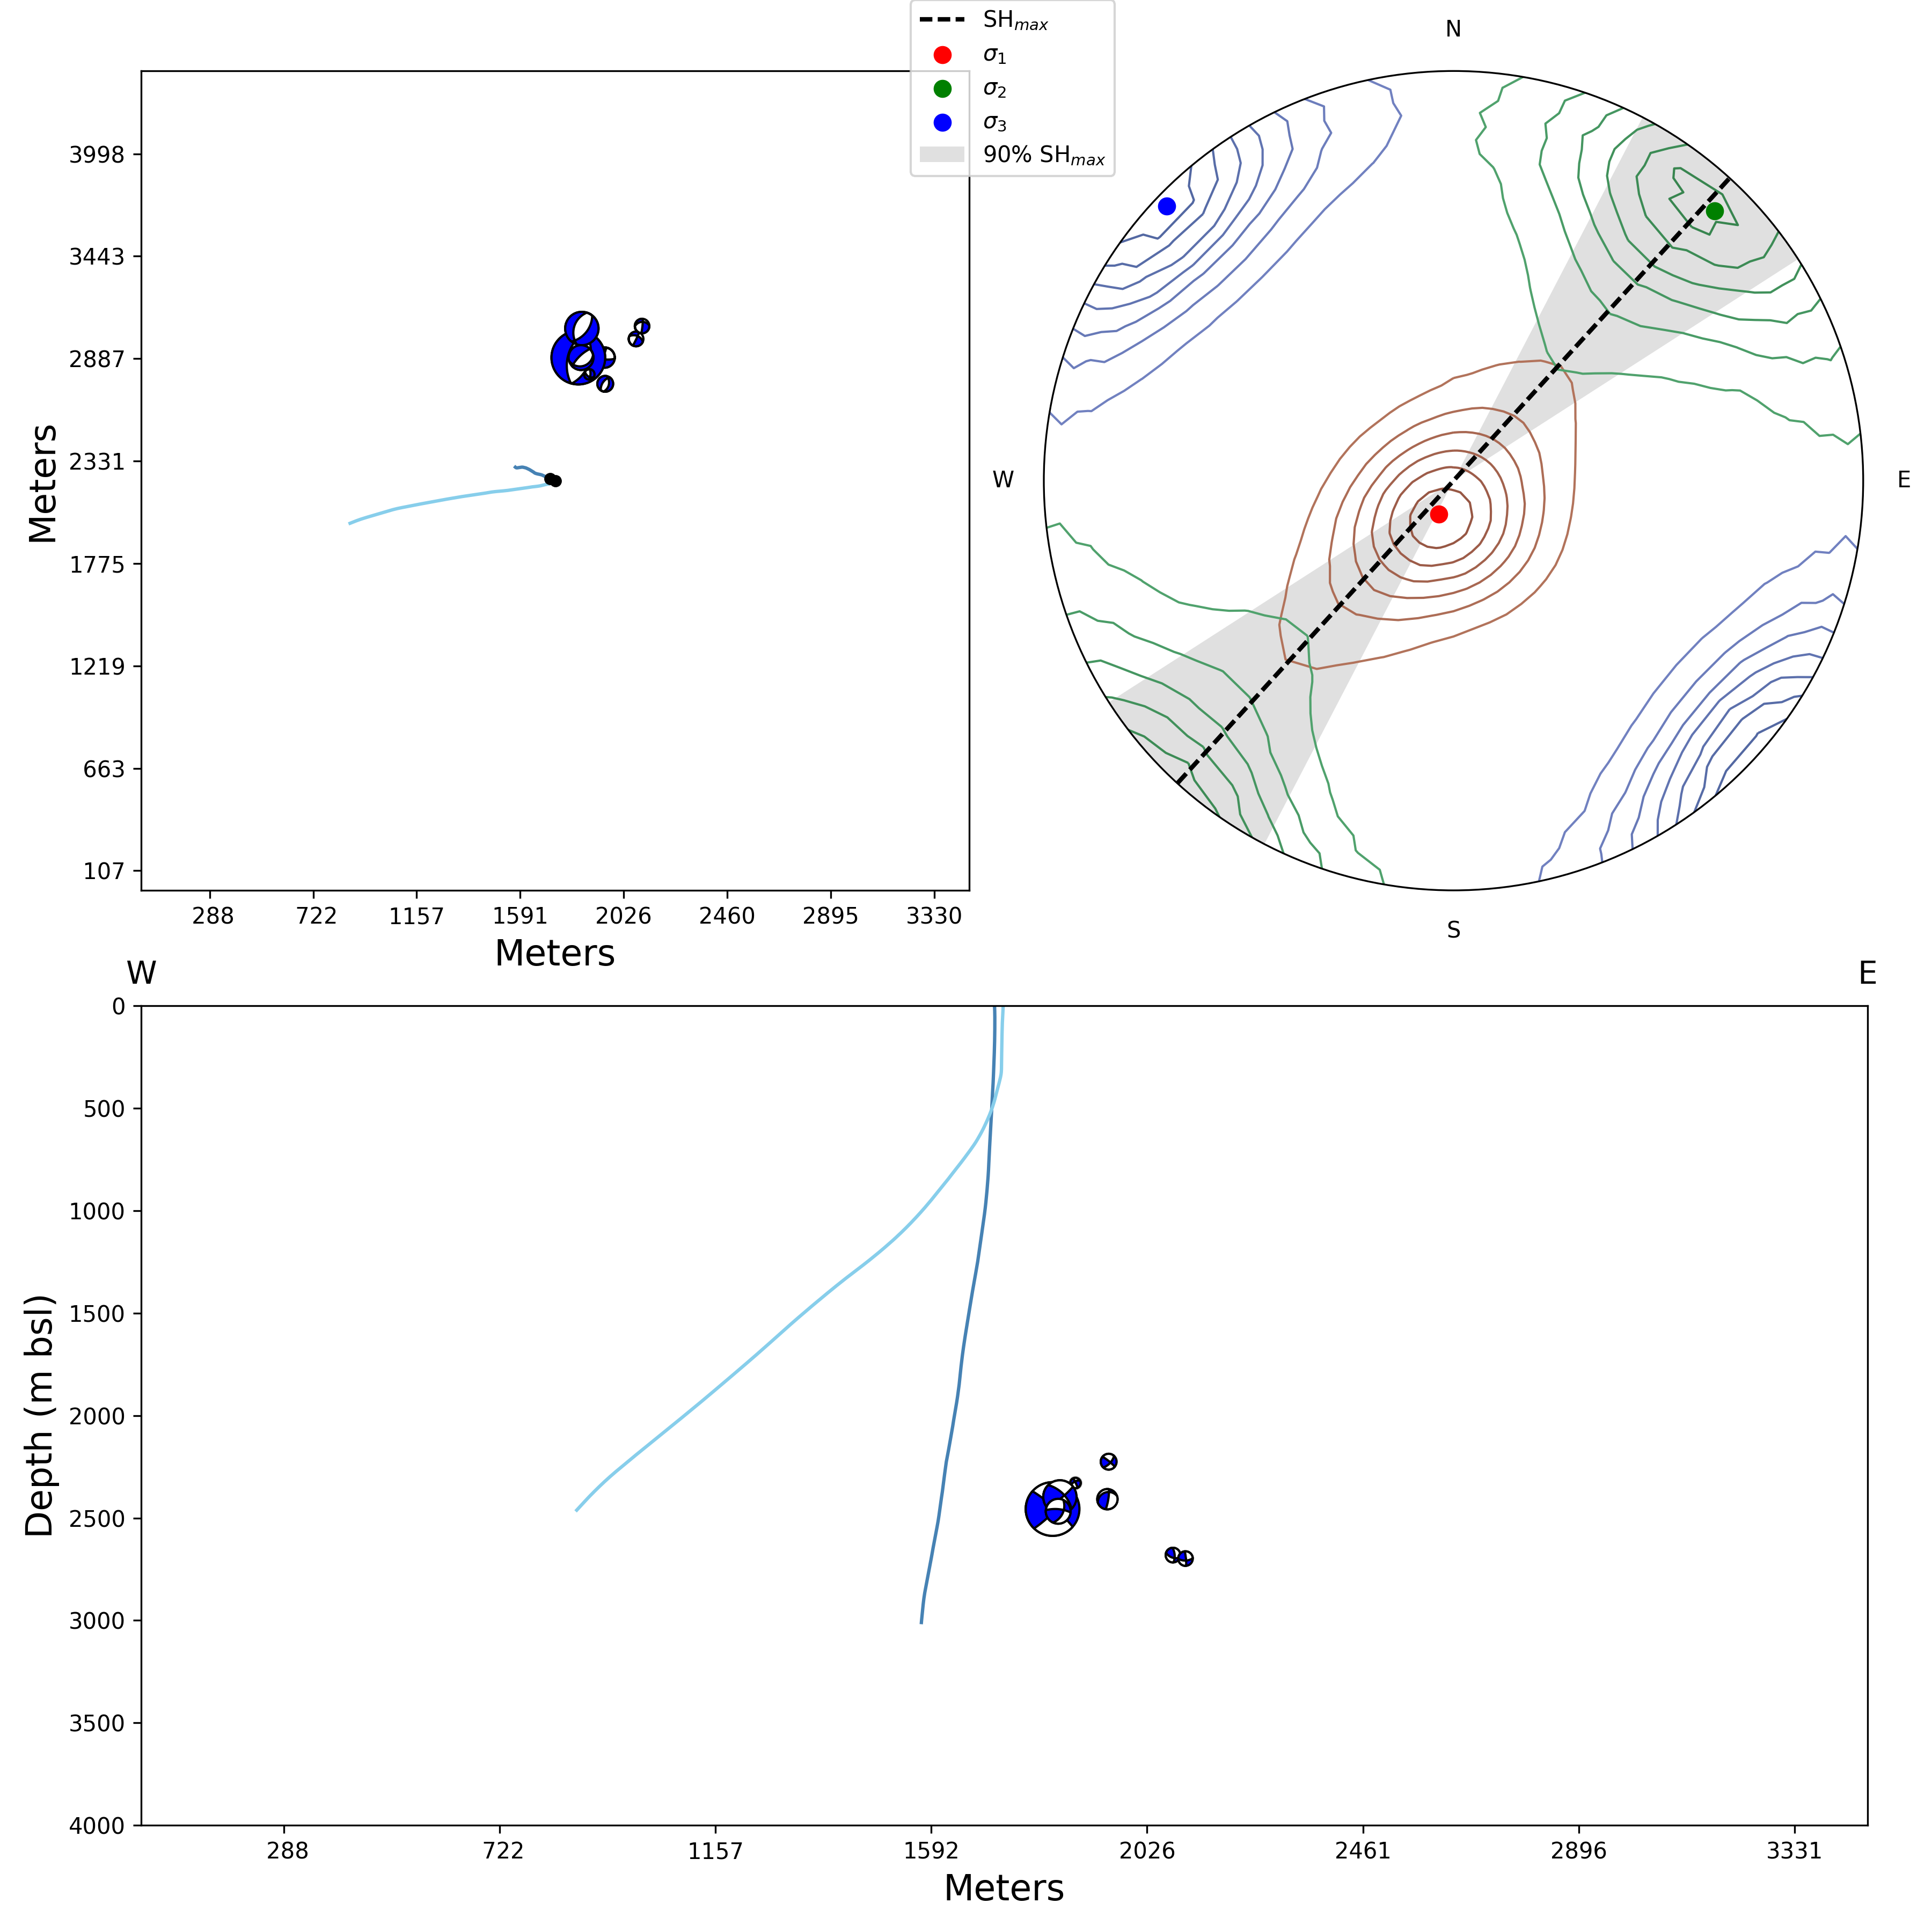 SHmax
σ1
σ2
σ3
90% SHmax
N
W
E
S
3998
3443
2887
2331
1775
1219
663
107
Meters
288 722 1157 1591 2026 2460 2895 3330
Meters
W
E
0
500
1000
1500
2000
2500
3000
3500
4000
Depth (m bsl)
288 722 1157 1592 2026 2461 2896 3331
Meters